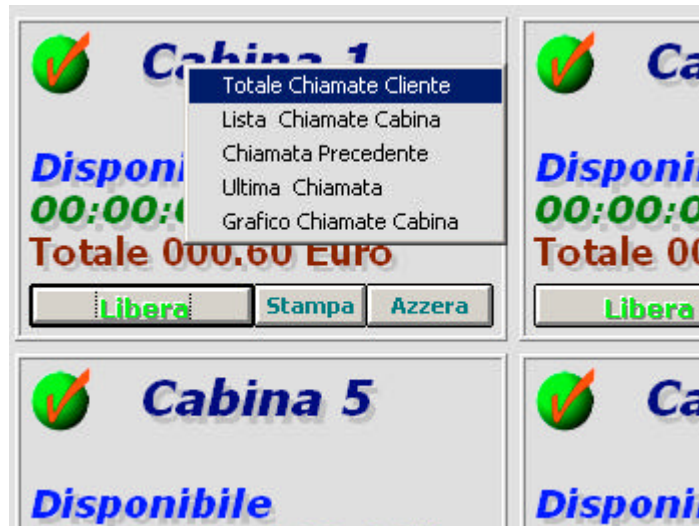 Cabina 1
Totale Chiamate Cliente
Lista Chiamate Cabina
Chiamata Precedente
Ultima Chiamata
Grafico Chiamate Cabina
Totale 000.60 Euro
Libera
Stampa
Azzera
Totale
Libera
Cabina 5
Disponibile